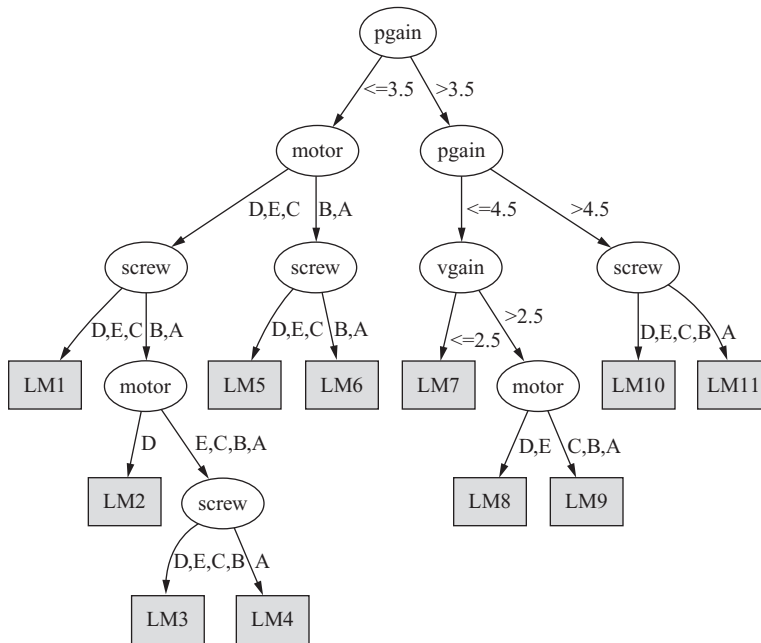 pgain
<=3.5 >3.5
motor pgain
D,E,C B,A <=4.5 >4.5
screw screw vgain screw
D,E,C B,A D,E,C B,A <=2.5 >2.5 D,E,C,B A
LM1 motor LM5 LM6 LM7 motor LM10 LM11
D E,C,B,A D,E C,B,A
LM2 screw LM8 LM9
D,E,C,B A
LM3 LM4